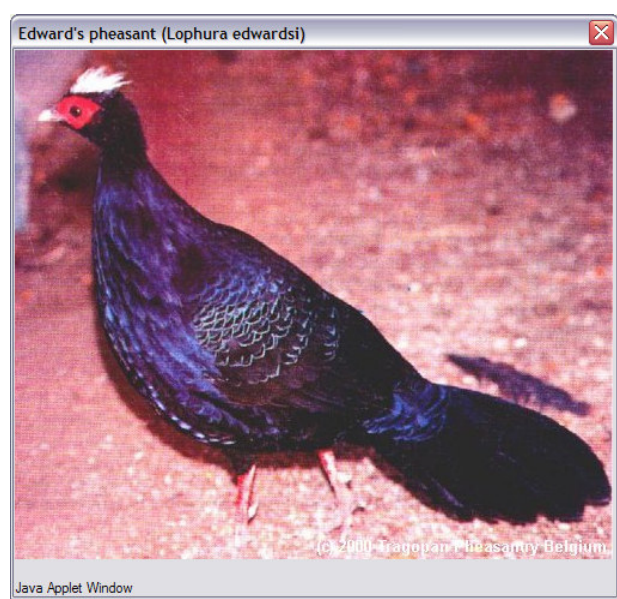 Edward's pheasant (Lophura edwardsi)
(c) 2000 Tragopan Pheasantry Belgium
Java Applet Window